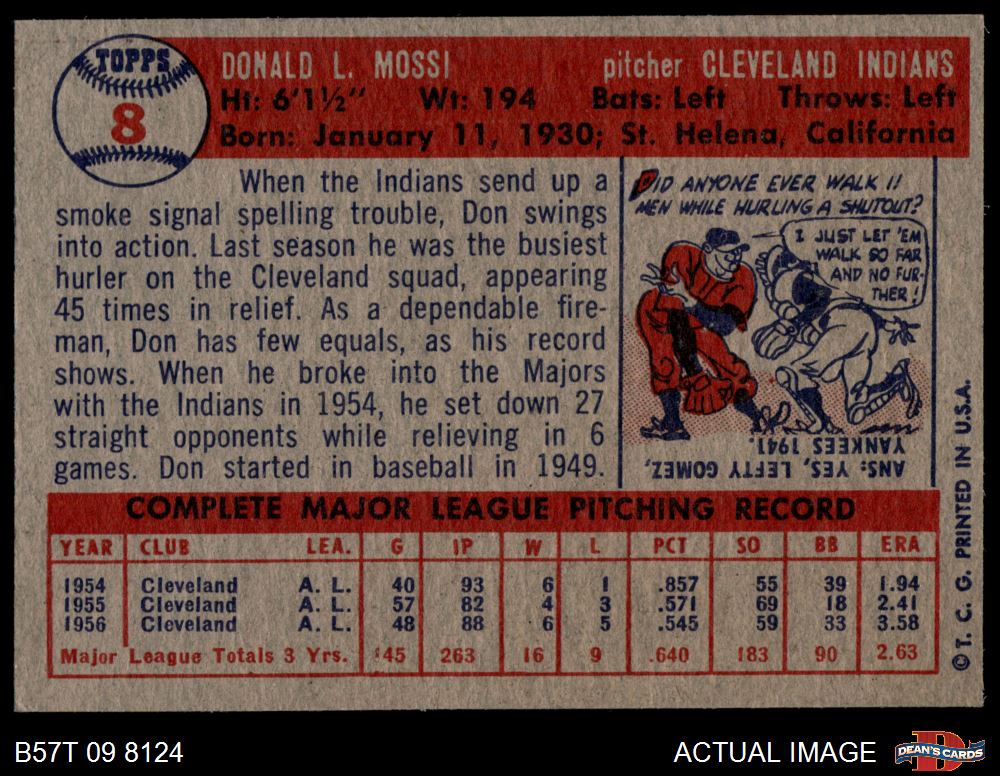 TOPPS
8
DONALD L. MOSSI pitcher CLEVELAND INDIANS
Ht: 6'1½" Wt: 194 Bats: Left Throws: Left
Born: January 11, 1930; St. Helena, California
When the Indians send up a
smoke signal spelling trouble, Don swings
into action. Last season he was the busiest
hurler on the Cleveland squad, appearing
45 times in relief. As a dependable fire-
man, Don has few equals, as his record
shows. When he broke into the Majors
with the Indians in 1954, he set down 27
straight opponents while relieving in 6
games. Don started in baseball in 1949.
DID ANYONE EVER WALK 11
MEN WHILE HURLING A SHUTOUT?
I JUST LET 'EM
WALK SO FAR
AND NO FUR-
THER!
ANS: YES, LEFTY GOMEZ,
YANKEES 1941.
COMPLETE MAJOR LEAGUE PITCHING RECORD
YEAR CLUB LEA. G IP W L PCT SO BB ERA
1954 Cleveland A. L. 40 93 6 1 .857 55 39 1.94
1955 Cleveland A. L. 57 82 4 3 .571 69 18 2.41
1956 Cleveland A. L. 48 88 6 5 .545 59 33 3.58
Major League Totals 3 Yrs. 145 263 16 9 .640 183 90 2.63
© T. C. G. PRINTED IN U.S.A.
B57T 09 8124 ACTUAL IMAGE DEAN'S CARDS